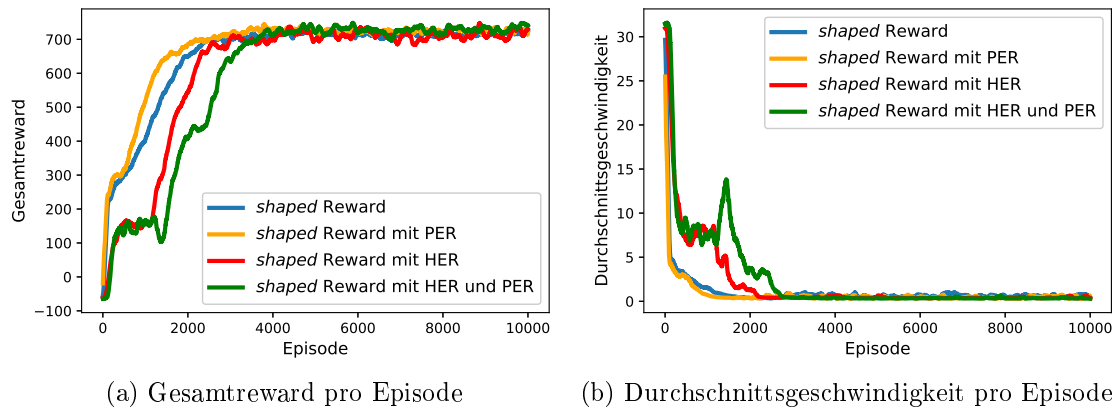 700
600
500
400
300
200
100
0
−100
Gesamtreward
0 2000 4000 6000 8000 10000
Episode
shaped Reward
shaped Reward mit PER
shaped Reward mit HER
shaped Reward mit HER und PER
(a) Gesamtreward pro Episode
30
25
20
15
10
5
0
Durchschnittsgeschwindigkeit
0 2000 4000 6000 8000 10000
Episode
shaped Reward
shaped Reward mit PER
shaped Reward mit HER
shaped Reward mit HER und PER
(b) Durchschnittsgeschwindigkeit pro Episode